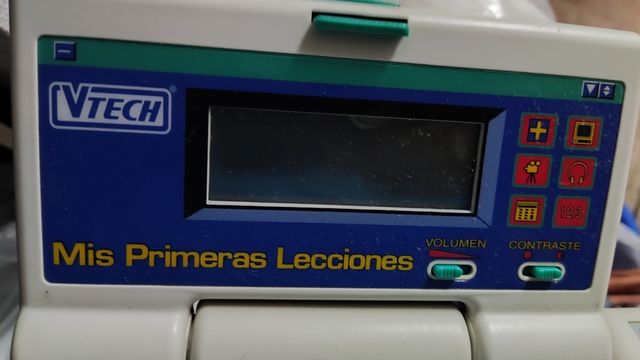 VTECH®
123
VOLUMEN CONTRASTE
Mis Primeras Lecciones